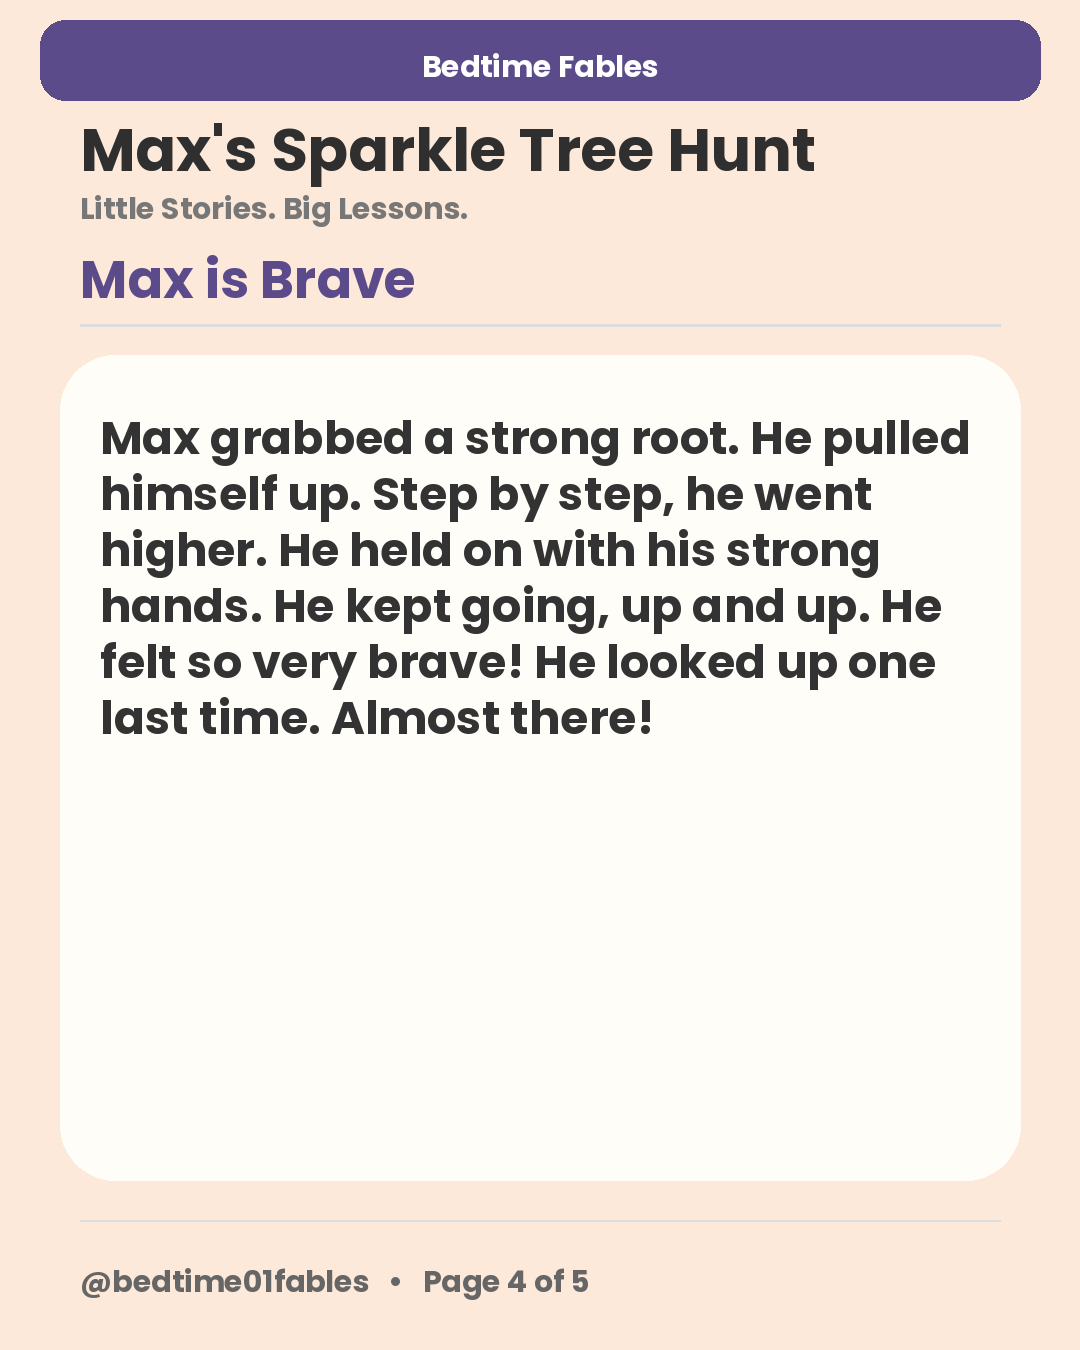 Bedtime Fables
Max's Sparkle Tree Hunt
Little Stories. Big Lessons.
Max is Brave
Max grabbed a strong root. He pulled
himself up. Step by step, he went
higher. He held on with his strong
hands. He kept going, up and up. He
felt so very brave! He looked up one
last time. Almost there!
@bedtime01fables • Page 4 of 5